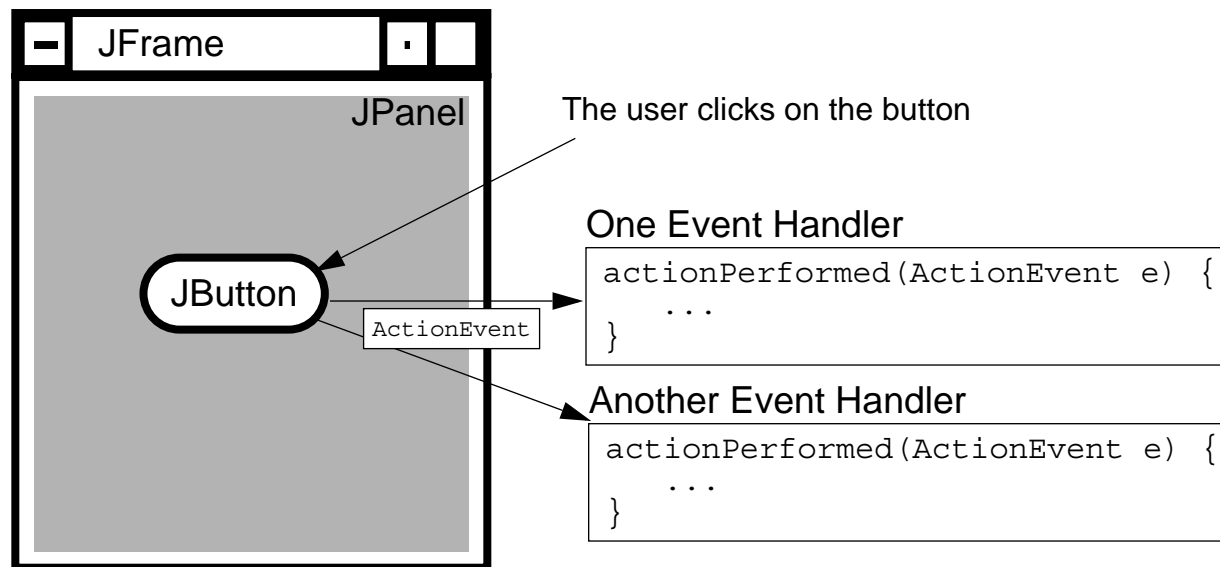 JFrame
JPanel
The user clicks on the button
One Event Handler
actionPerformed(ActionEvent e) {
...
}
JButton
ActionEvent
Another Event Handler
actionPerformed(ActionEvent e) {
...
}